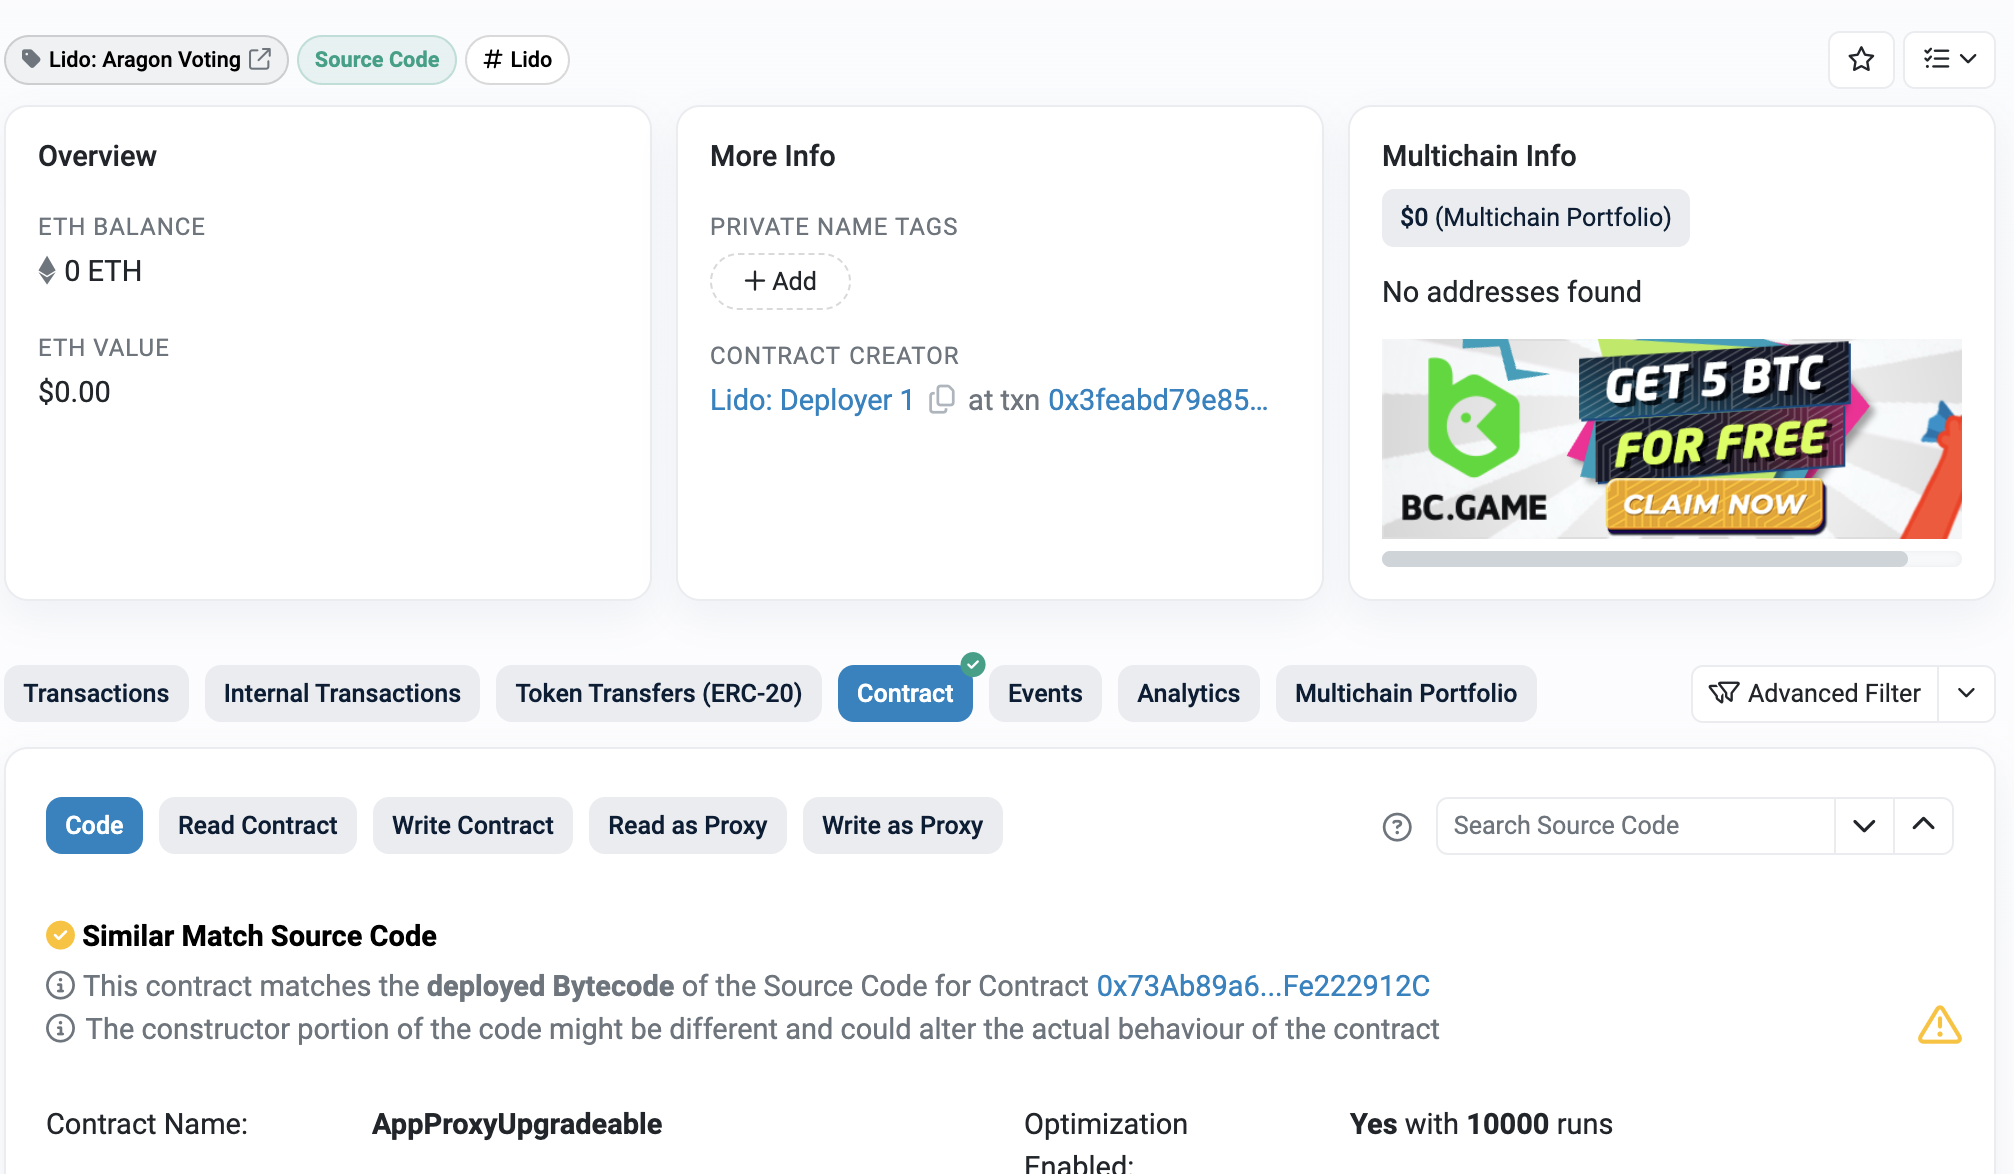 Lido: Aragon Voting
Source Code
# Lido
Overview
ETH BALANCE
0 ETH
ETH VALUE
$0.00
More Info
PRIVATE NAME TAGS
+ Add
CONTRACT CREATOR
Lido: Deployer 1 at txn 0x3feabd79e85...
Multichain Info
$0 (Multichain Portfolio)
No addresses found
BC.GAME
GET 5 BTC
FOR FREE
CLAIM NOW
Transactions
Internal Transactions
Token Transfers (ERC-20)
Contract
Events
Analytics
Multichain Portfolio
Advanced Filter
Code
Read Contract
Write Contract
Read as Proxy
Write as Proxy
Search Source Code
Similar Match Source Code
This contract matches the deployed Bytecode of the Source Code for Contract 0x73Ab89a6...Fe222912C
The constructor portion of the code might be different and could alter the actual behaviour of the contract
Contract Name:
AppProxyUpgradeable
Optimization
Enabled:
Yes with 10000 runs